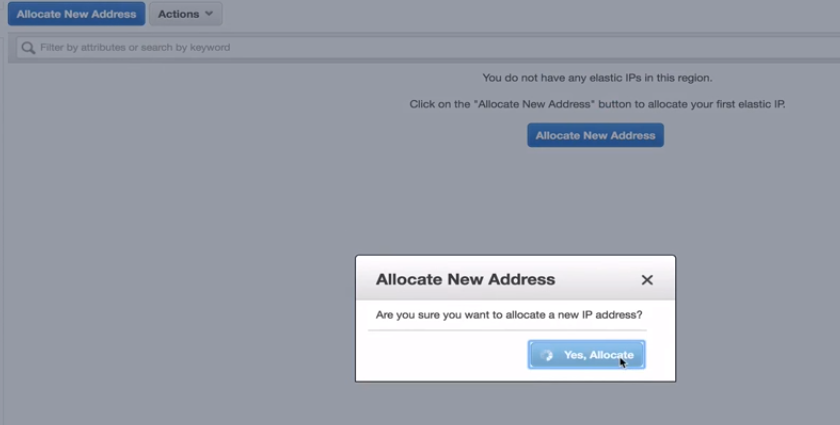 Allocate New Address
Actions
Filter by attributes or search by keyword
You do not have any elastic IPs in this region.
Click on the "Allocate New Address" button to allocate your first elastic IP.
Allocate New Address
Allocate New Address
Are you sure you want to allocate a new IP address?
Yes, Allocate